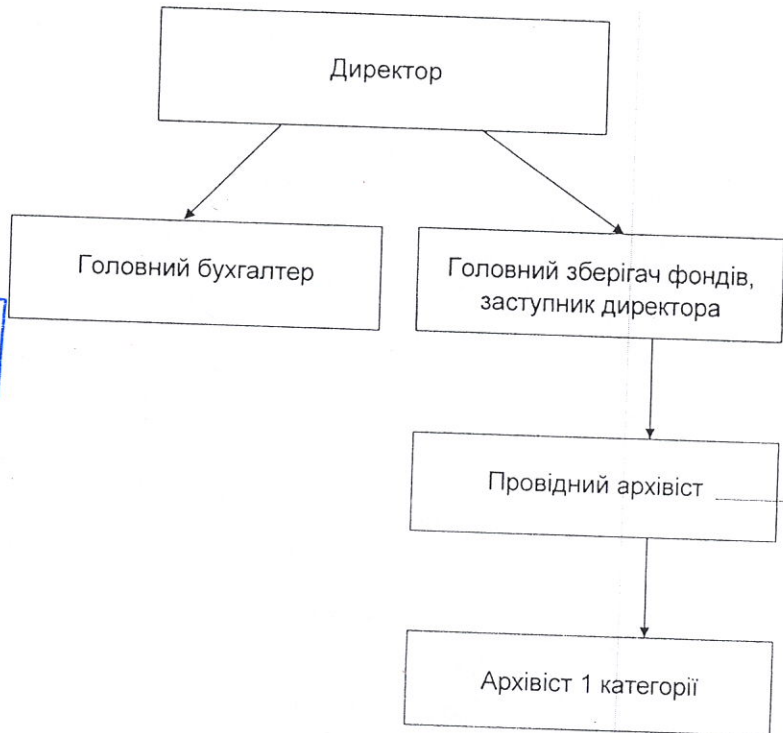 Директор
Головний бухгалтер
Головний зберігач фондів,
заступник директора
Провідний архівіст
Архівіст 1 категорії